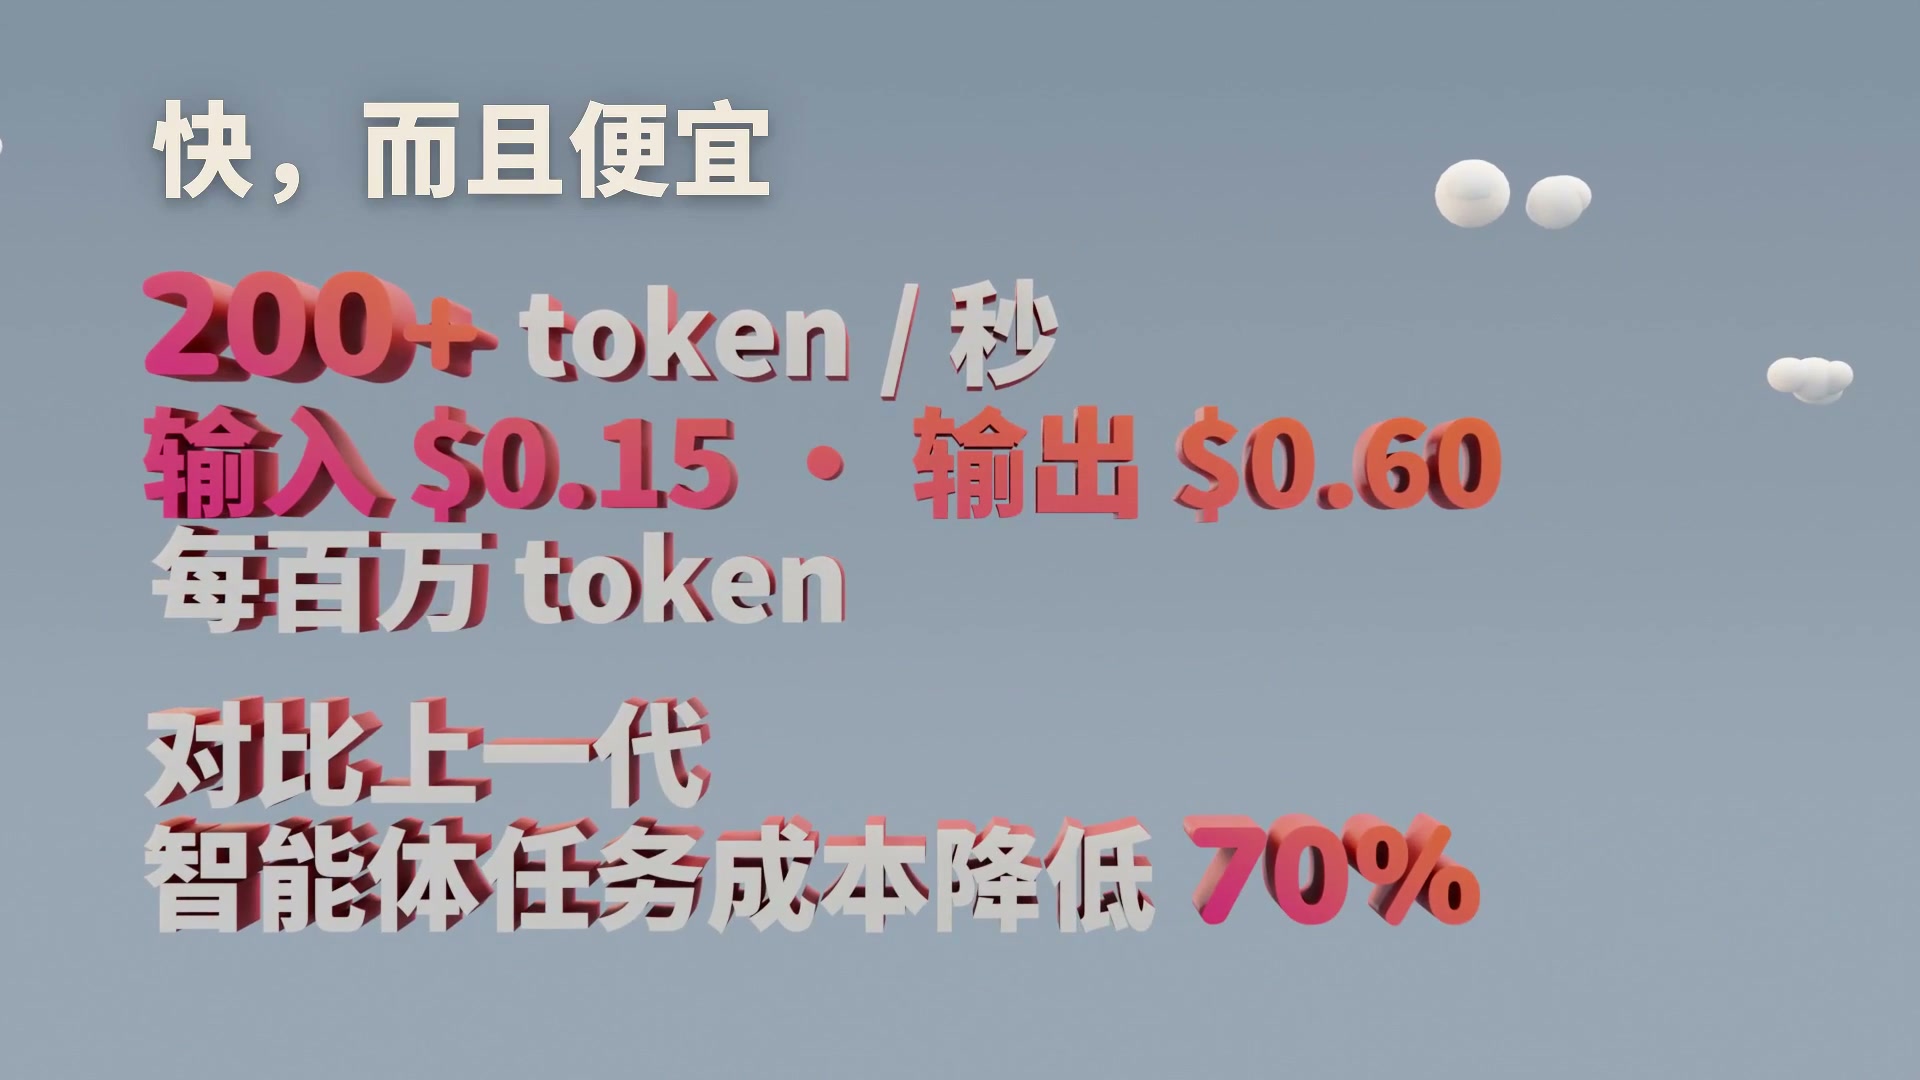 快，而且便宜
200+ token / 秒
输入 $0.15 · 输出 $0.60
每百万 token
对比上一代
智能体任务成本降低 70%